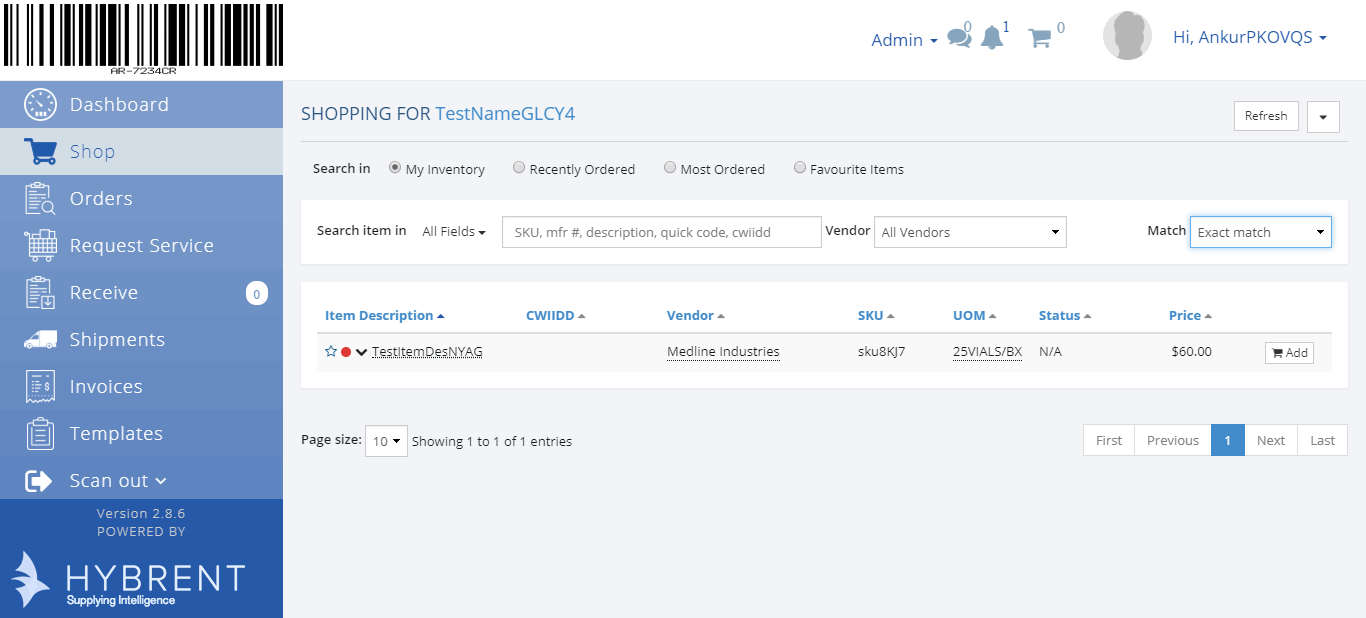 AR-7234CR
Admin 0 1 0 Hi, AnkurPKOVQS
Dashboard
Shop
Orders
Request Service
Receive 0
Shipments
Invoices
Templates
Scan out
Version 2.8.6
POWERED BY
HYBRENT
Supplying Intelligence
SHOPPING FOR TestNameGLCY4 Refresh
Search in My Inventory Recently Ordered Most Ordered Favourite Items
Search item in All Fields SKU, mfr #, description, quick code, cwiidd Vendor All Vendors Match Exact match
Item Description CWIIDD Vendor SKU UOM Status Price
TestItemDesNYAG Medline Industries sku8KJ7 25VIALS/BX N/A $60.00 Add
Page size: 10 Showing 1 to 1 of 1 entries First Previous 1 Next Last